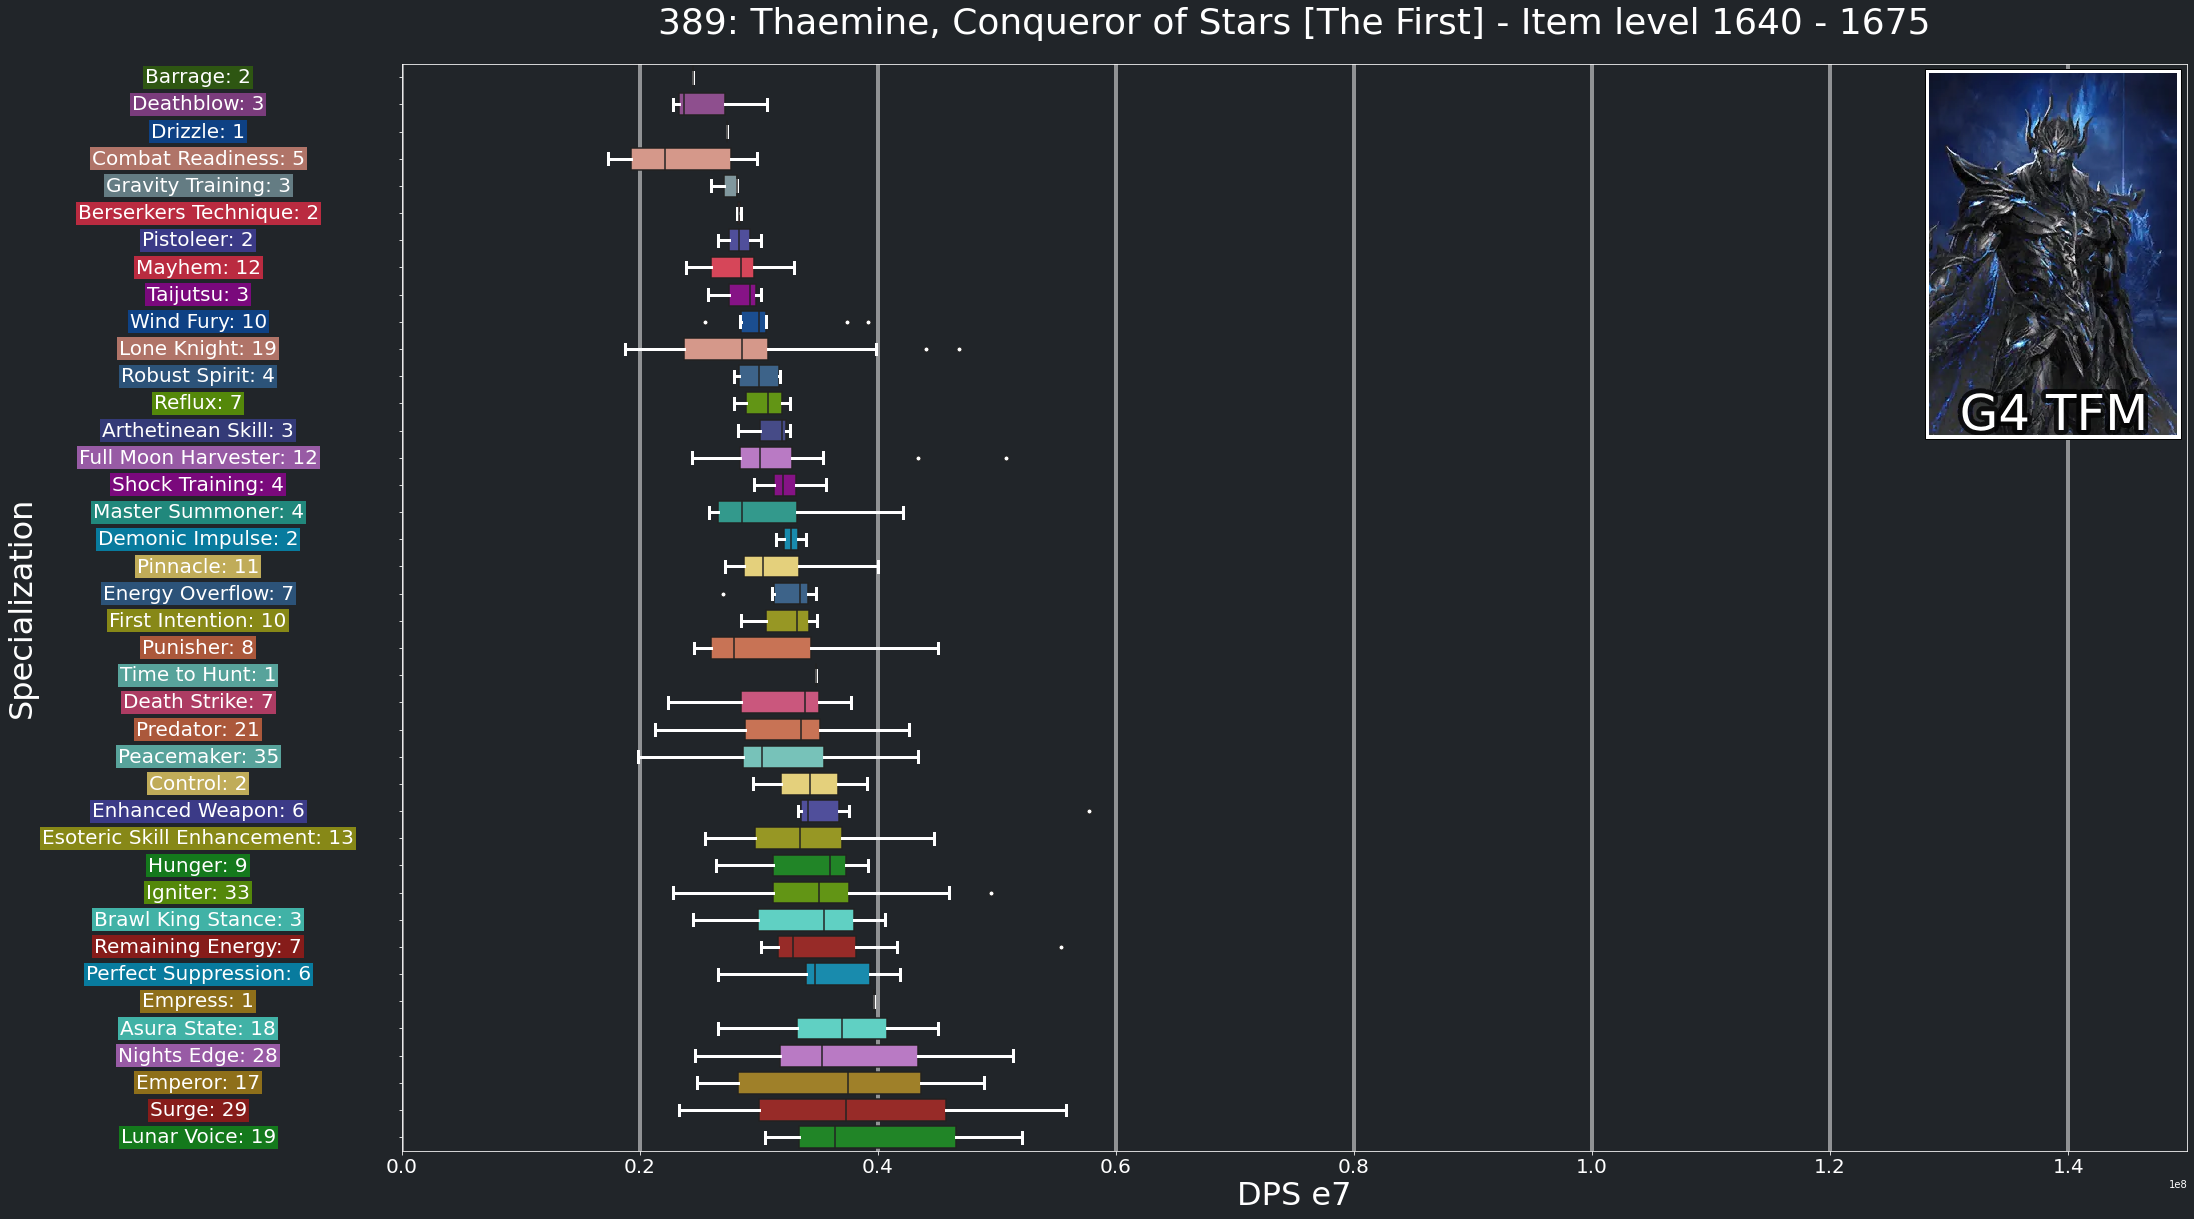 389: Thaemine, Conqueror of Stars [The First] - Item level 1640 - 1675
Barrage: 2
Deathblow: 3
Drizzle: 1
Combat Readiness: 5
Gravity Training: 3
Berserkers Technique: 2
Pistoleer: 2
Mayhem: 12
Taijutsu: 3
Wind Fury: 10
Lone Knight: 19
Robust Spirit: 4
Reflux: 7
Arthetinean Skill: 3
Full Moon Harvester: 12
Shock Training: 4
Master Summoner: 4
Demonic Impulse: 2
Pinnacle: 11
Energy Overflow: 7
First Intention: 10
Punisher: 8
Time to Hunt: 1
Death Strike: 7
Predator: 21
Peacemaker: 35
Control: 2
Enhanced Weapon: 6
Esoteric Skill Enhancement: 13
Hunger: 9
Igniter: 33
Brawl King Stance: 3
Remaining Energy: 7
Perfect Suppression: 6
Empress: 1
Asura State: 18
Nights Edge: 28
Emperor: 17
Surge: 29
Lunar Voice: 19
Specialization
G4 TFM
0.0 0.2 0.4 0.6 0.8 1.0 1.2 1.4
DPS e7
1e8